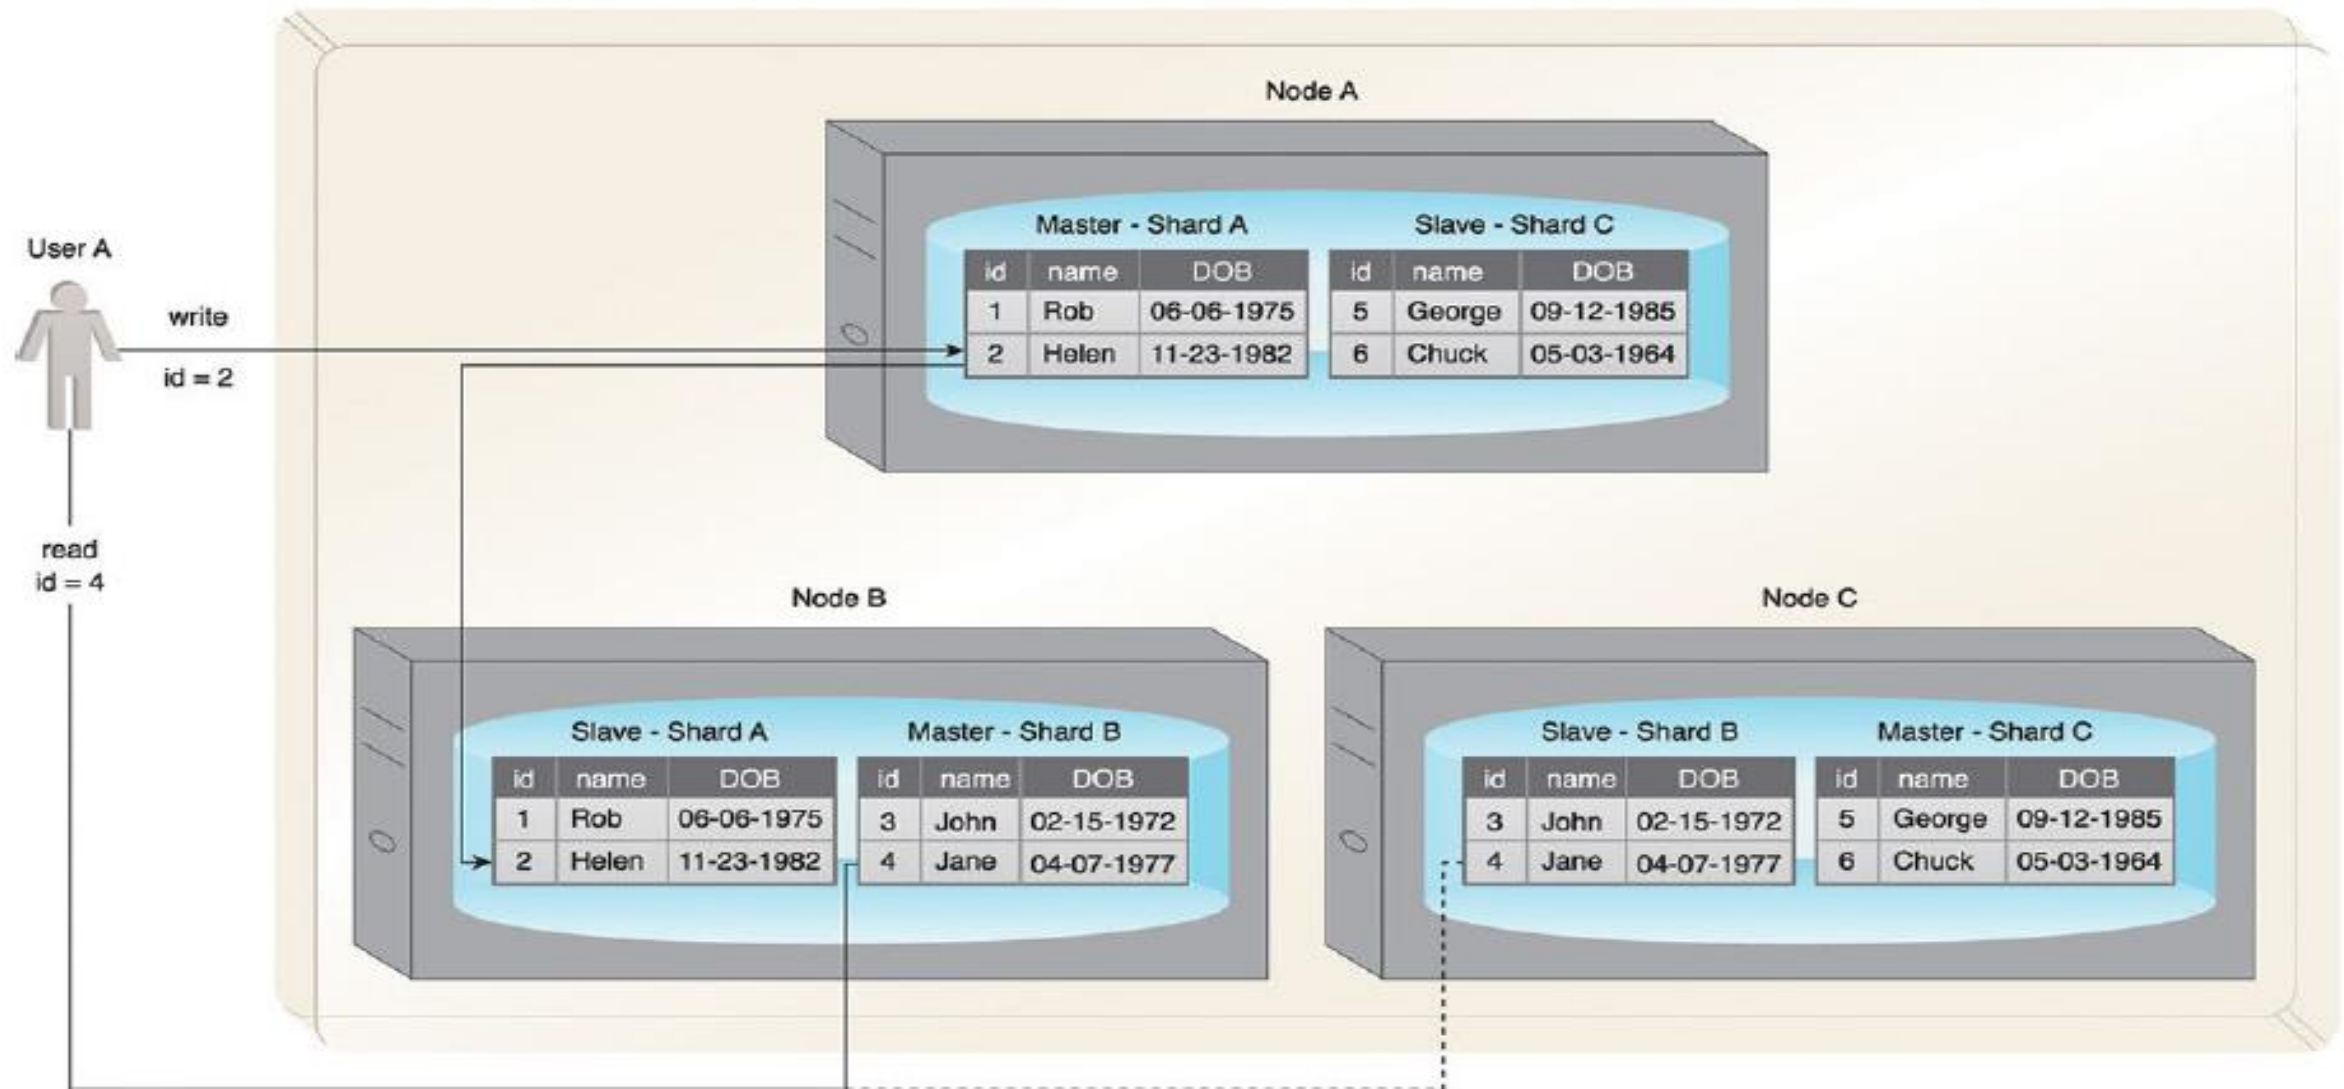 Node A
User A
write
id = 2
read
id = 4
Master - Shard A
id name DOB
1 Rob 06-06-1975
2 Helen 11-23-1982
Slave - Shard C
id name DOB
5 George 09-12-1985
6 Chuck 05-03-1964
Node B
Slave - Shard A
id name DOB
1 Rob 06-06-1975
2 Helen 11-23-1982
Master - Shard B
id name DOB
3 John 02-15-1972
4 Jane 04-07-1977
Node C
Slave - Shard B
id name DOB
3 John 02-15-1972
4 Jane 04-07-1977
Master - Shard C
id name DOB
5 George 09-12-1985
6 Chuck 05-03-1964